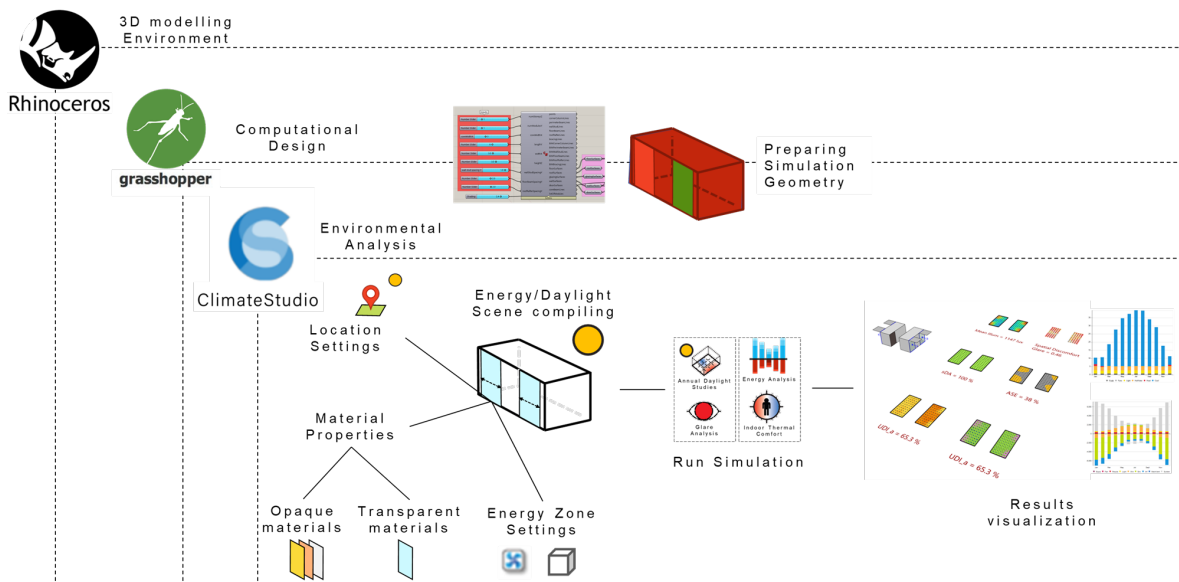 3D modelling
Environment
Rhinoceros
Computational
Design
grasshopper
Preparing
Simulation
Geometry
Environmental
Analysis
ClimateStudio
Location
Settings
Energy/Daylight
Scene compiling
Material
Properties
Opaque
materials
Transparent
materials
Energy Zone
Settings
Annual Daylight
Studies
Energy Analysis
Glare
Analysis
Indoor Thermal
Comfort
Run Simulation
sDA = 100 %
ASE = 38 %
UDI_a = 65.3 %
UDI_a = 65.3 %
Results
visualization